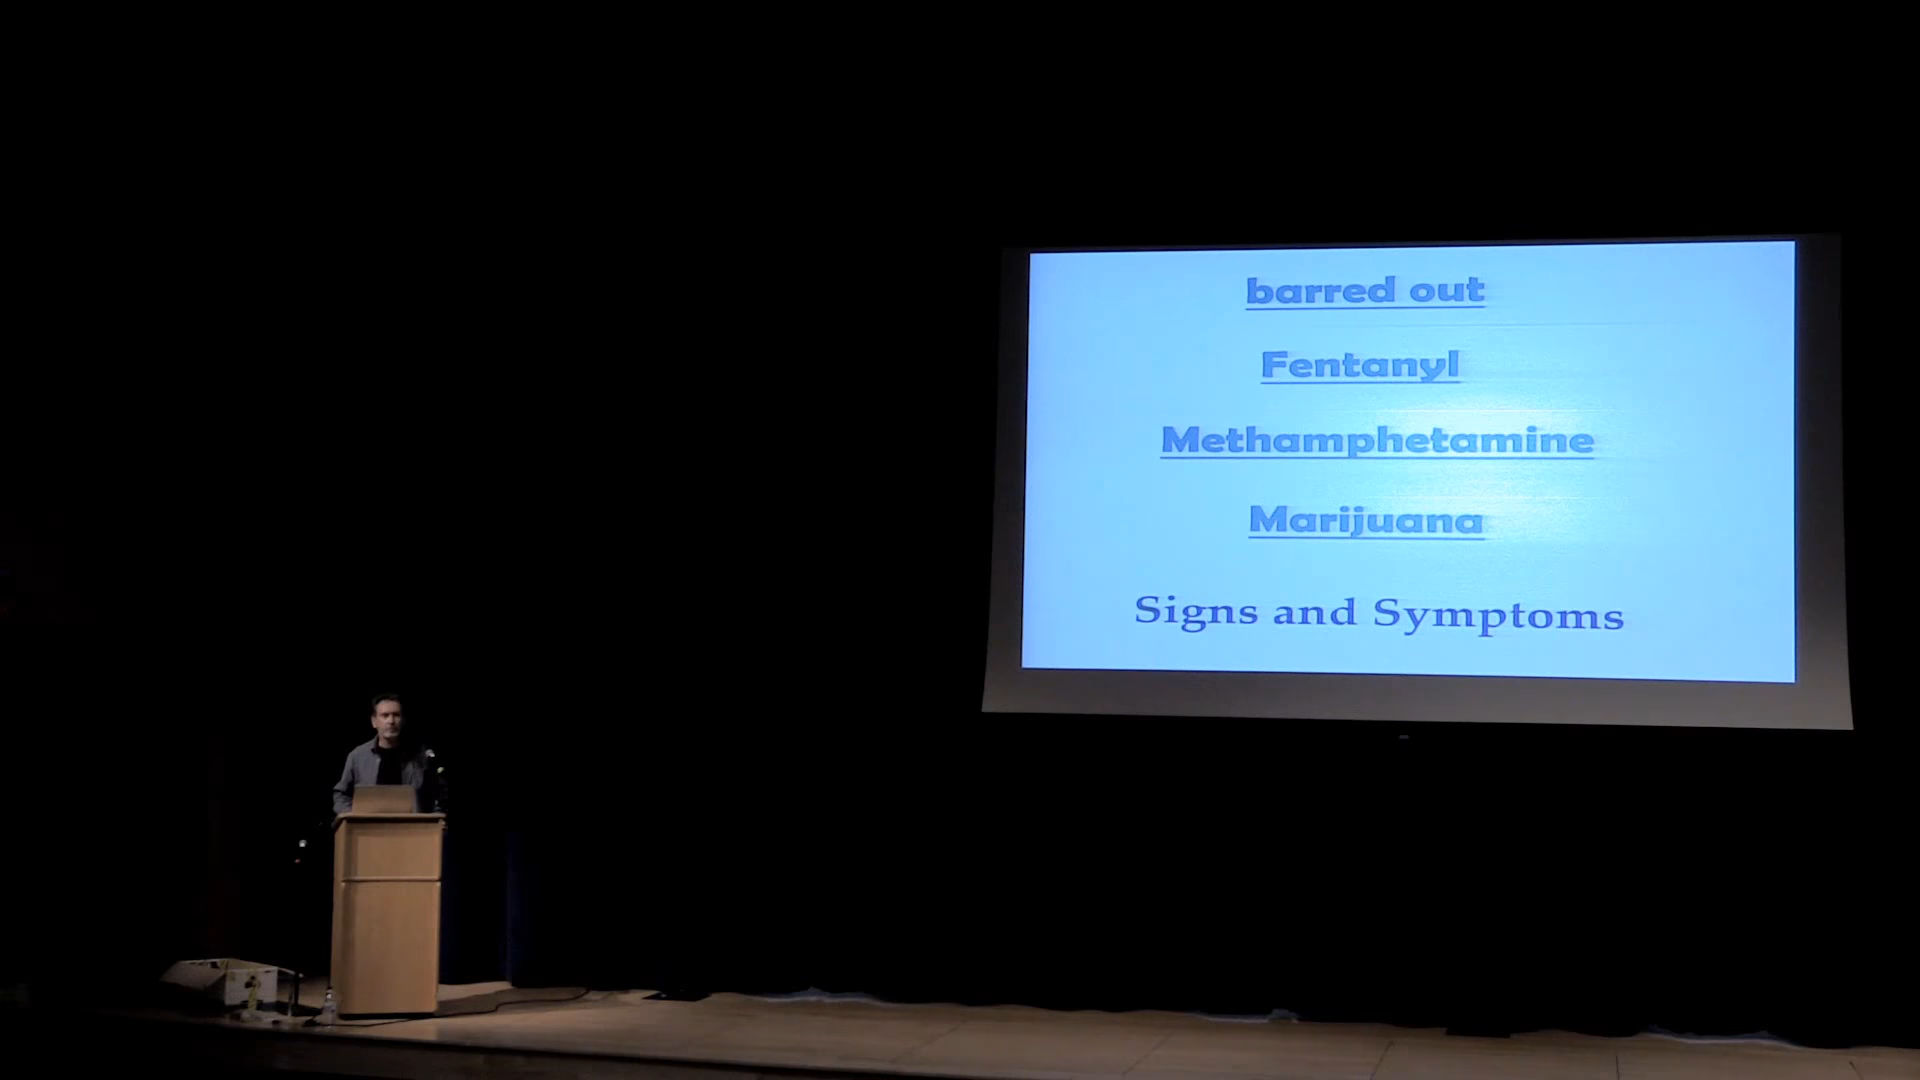 barred out
Fentanyl
Methamphetamine
Marijuana
Signs and Symptoms